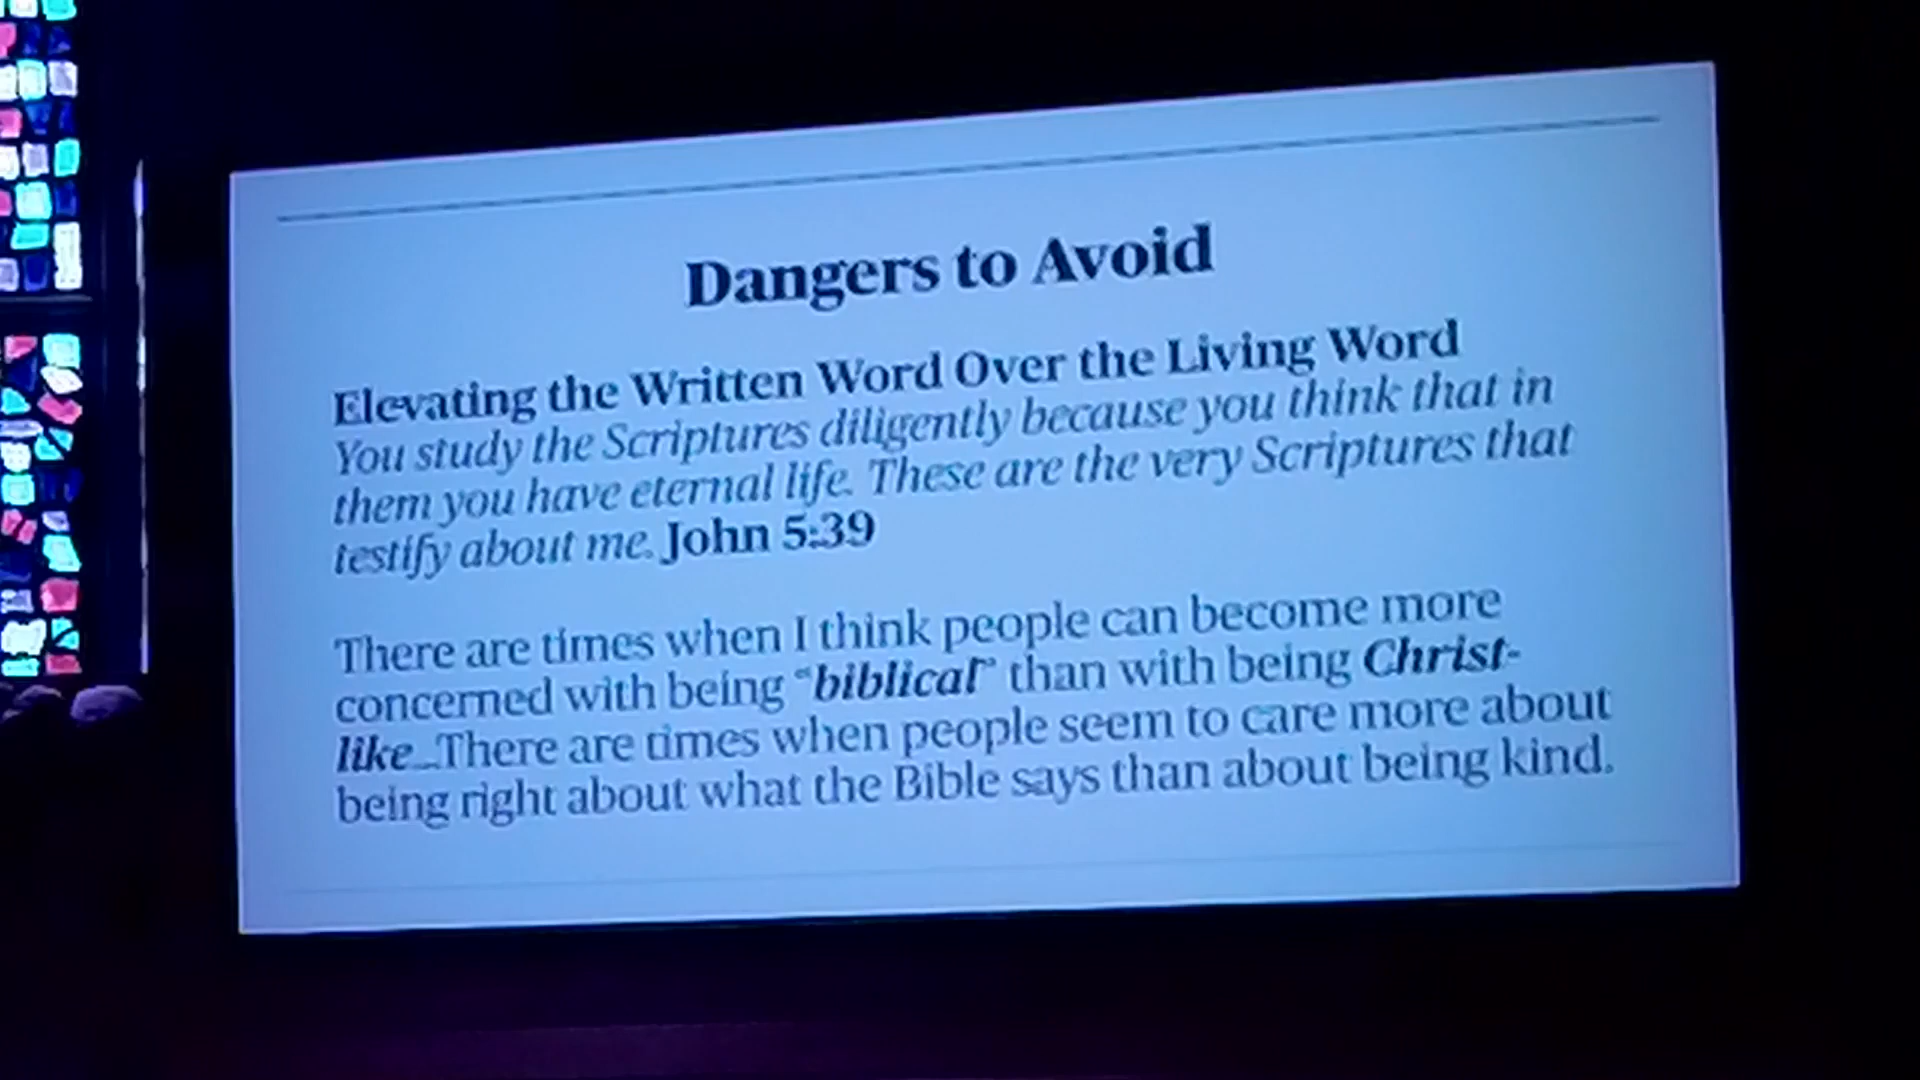 Dangers to Avoid
Elevating the Written Word Over the Living Word
You study the Scriptures diligently because you think that in
them you have eternal life. These are the very Scriptures that
testify about me. John 5:39
There are times when I think people can become more
concerned with being “biblical” than with being Christ-
like...There are times when people seem to care more about
being right about what the Bible says than about being kind.